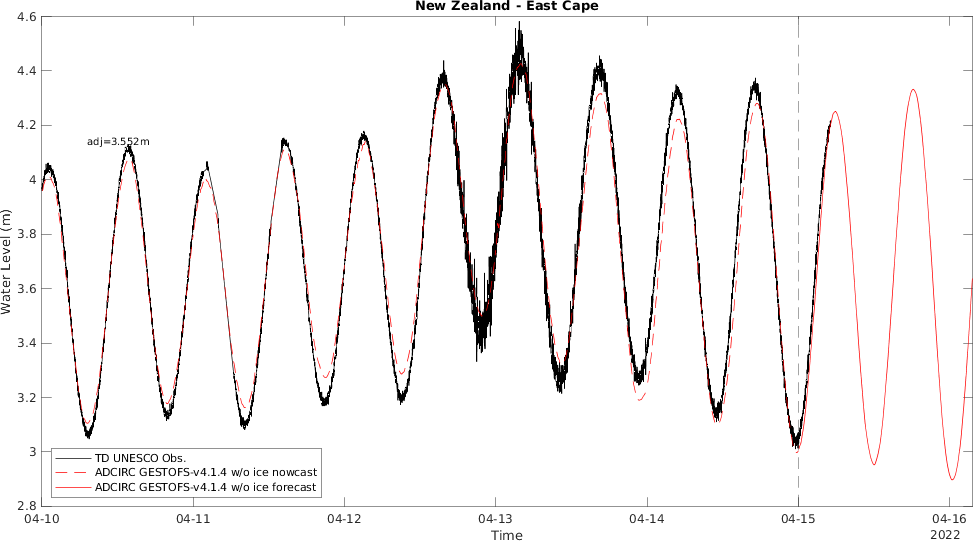 New Zealand - East Cape
4.6
4.4
4.2
4
3.8
3.6
3.4
3.2
3
2.8
Water Level (m)
adj=3.552m
TD UNESCO Obs.
ADCIRC GESTOFS-v4.1.4 w/o ice nowcast
ADCIRC GESTOFS-v4.1.4 w/o ice forecast
04-10 04-11 04-12 04-13 04-14 04-15 04-16
Time
2022